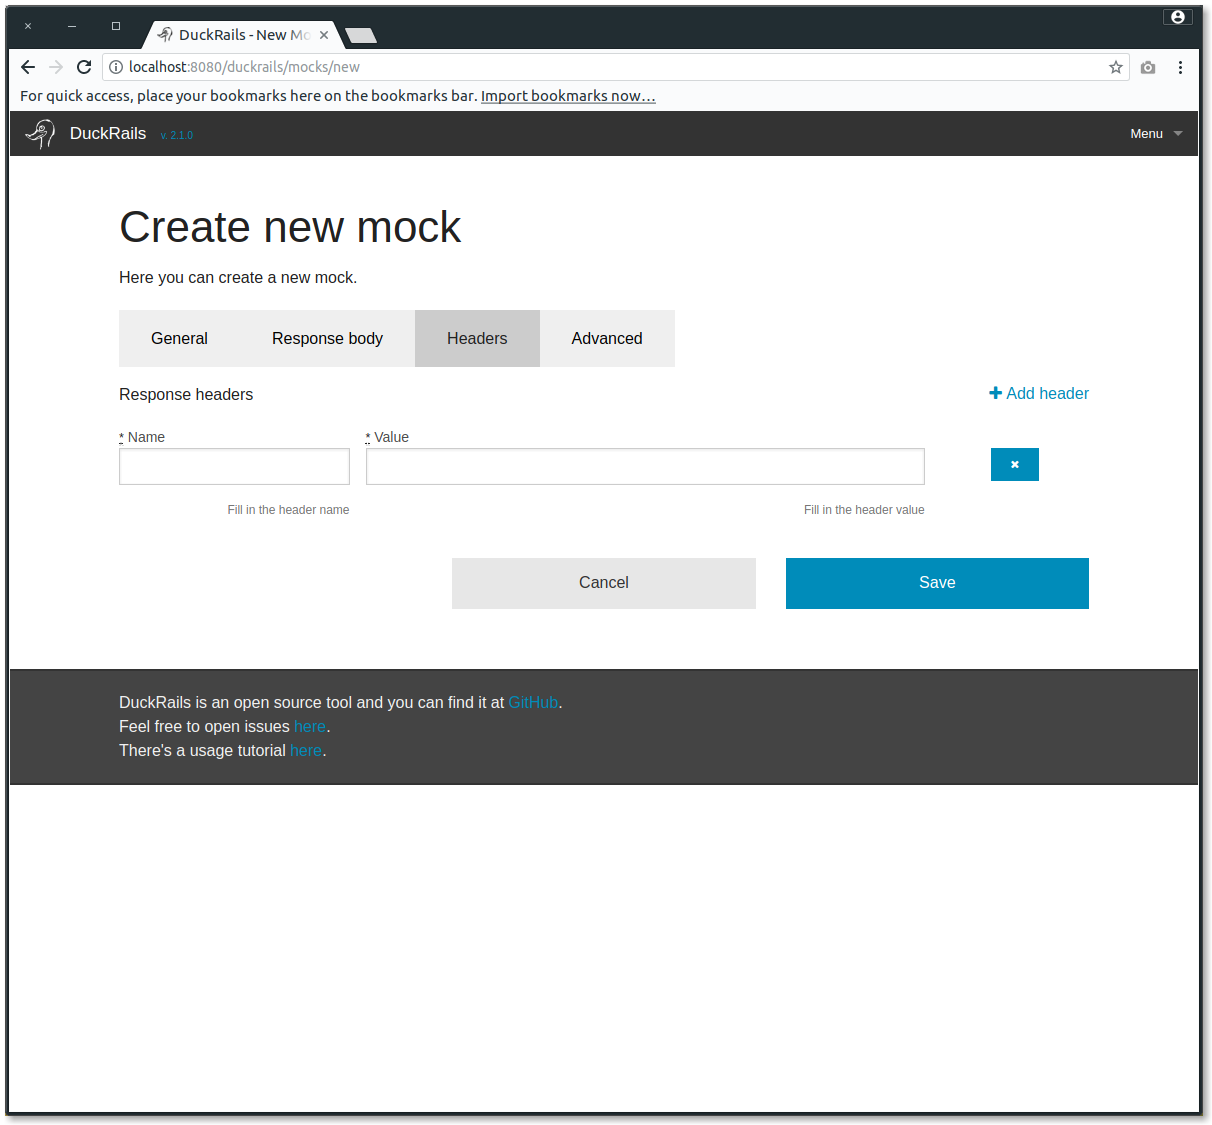 DuckRails - New Mo
localhost:8080/duckrails/mocks/new
For quick access, place your bookmarks here on the bookmarks bar. Import bookmarks now...
DuckRails v. 2.1.0 Menu
Create new mock
Here you can create a new mock.
General Response body Headers Advanced
Response headers Add header
* Name * Value
Fill in the header name Fill in the header value
Cancel Save
DuckRails is an open source tool and you can find it at GitHub.
Feel free to open issues here.
There's a usage tutorial here.